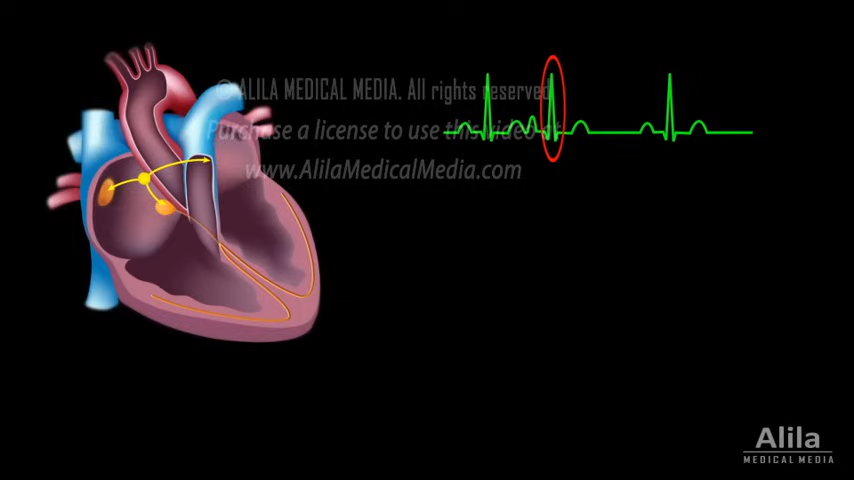 © ALILA MEDICAL MEDIA. All rights reserved
Purchase a license to use this video at
www.AlilaMedicalMedia.com
Alila
MEDICAL MEDIA